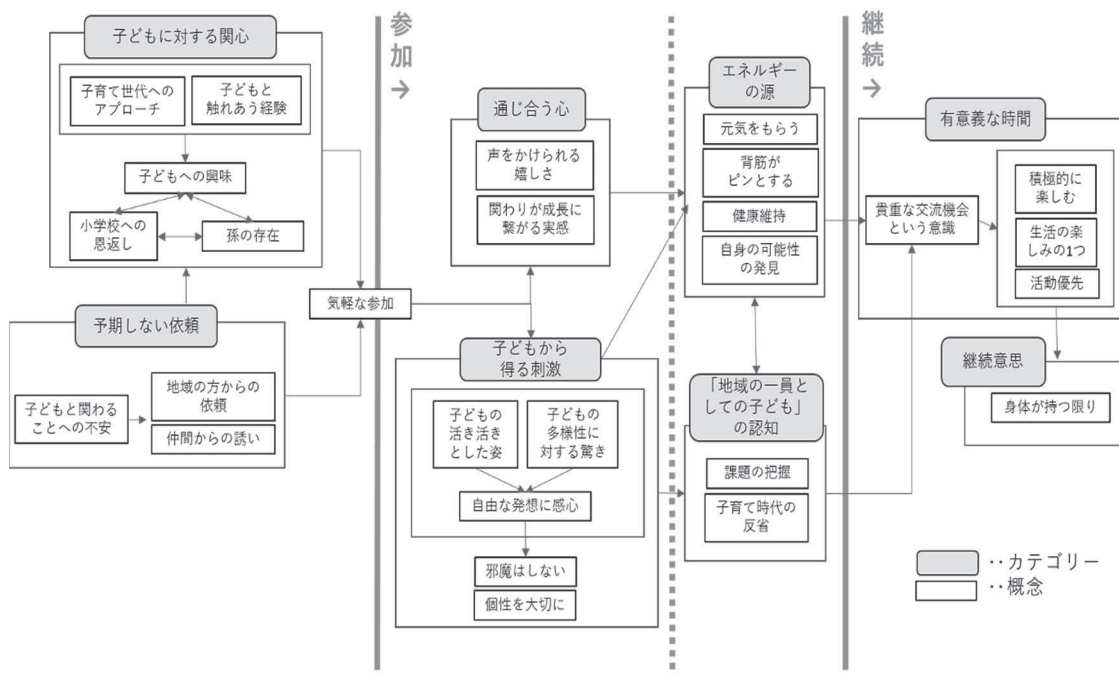 子どもに対する関心
子育て世代への
アプローチ
子どもと
触れあう経験
子どもへの興味
小学校への
恩返し
孫の存在
予期しない依頼
子どもと関わる
ことへの不安
地域の方からの
依頼
仲間からの誘い
参加→
気軽な参加
通じ合う心
声をかけられる
嬉しさ
関わりが成長に
繋がる実感
子どもから
得る刺激
子どもの
活き活き
とした姿
子どもの
多様性に
対する驚き
自由な発想に感心
邪魔はしない
個性を大切に
エネルギー
の源
元気をもらう
背筋が
ピンとする
健康維持
自身の可能性
の発見
「地域の一員と
しての子ども」
の認知
課題の把握
子育て時代の
反省
継続→
有意義な時間
貴重な交流機会
という意識
積極的に
楽しむ
生活の楽
しみの1つ
活動優先
継続意思
身体が持つ限り
‥カテゴリー
‥概念